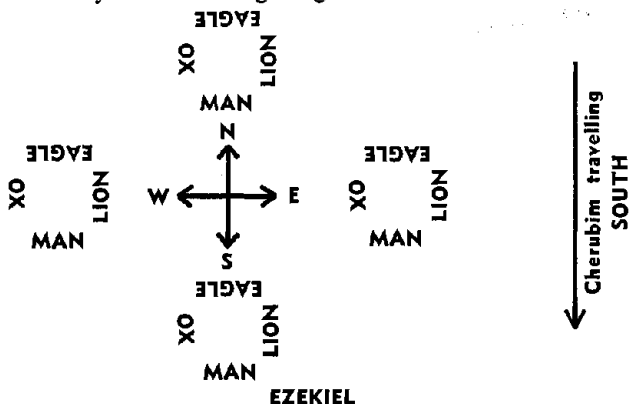 EAGLE
OX
LION
MAN
N
EAGLE
OX
LION
MAN
W
E
EAGLE
OX
LION
MAN
S
EAGLE
OX
LION
MAN
EZEKIEL
Cherubim travelling
SOUTH